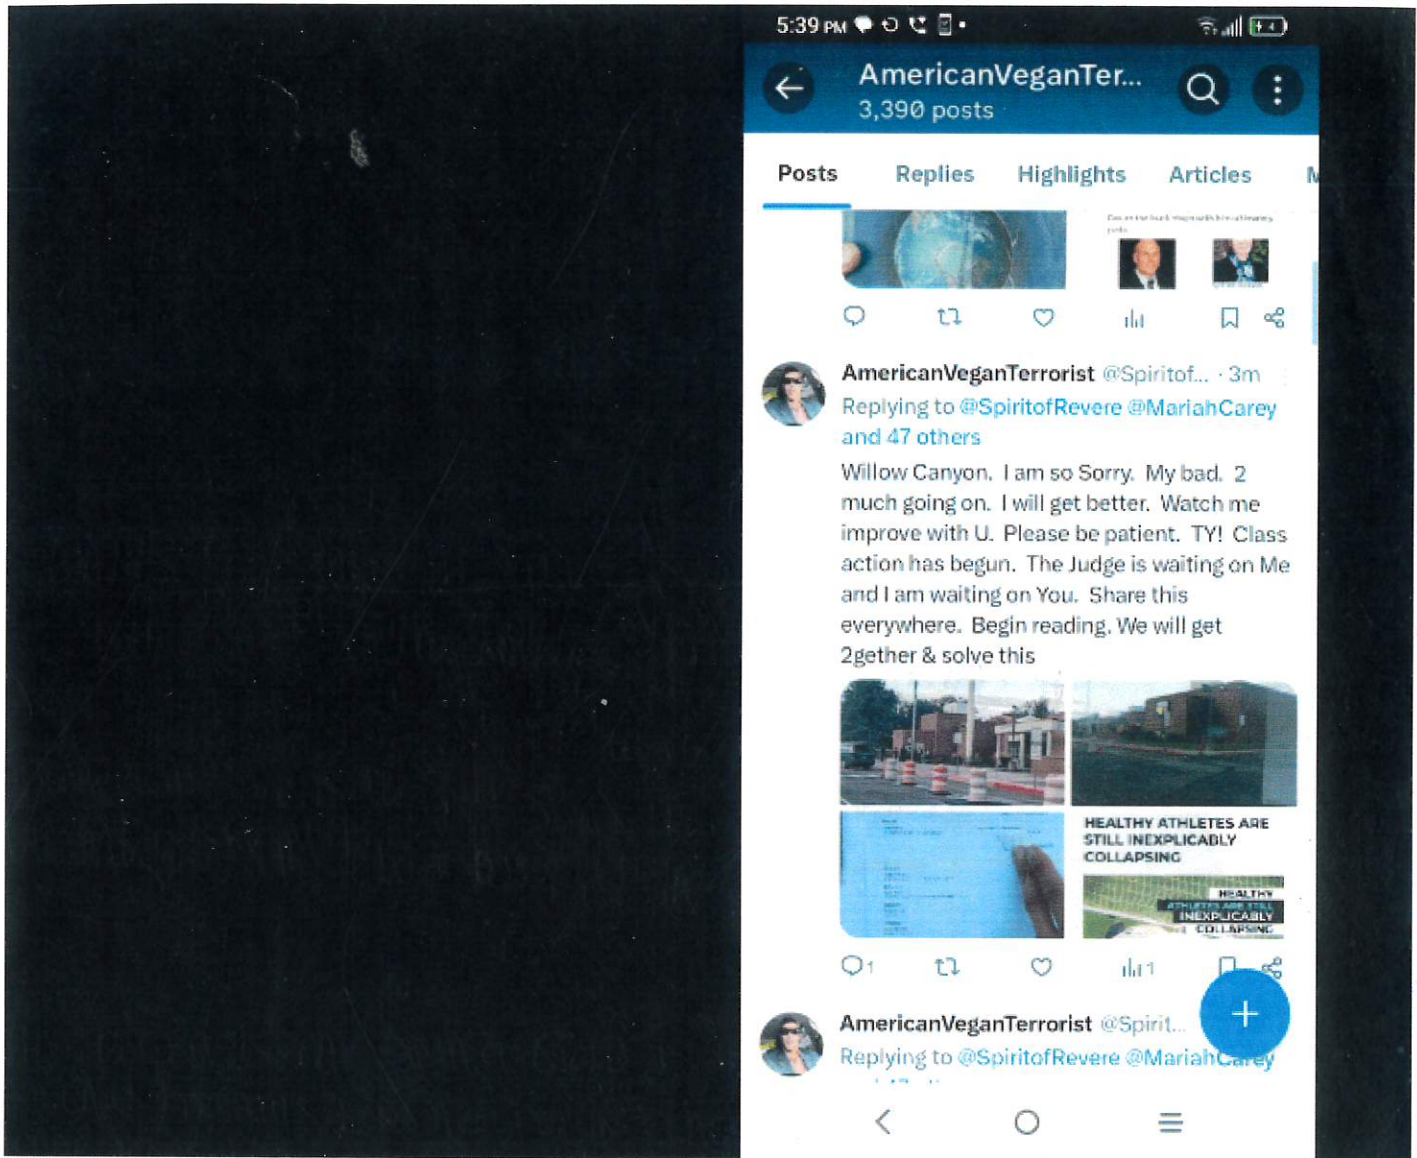 5:39 PM
AmericanVeganTer...
3,390 posts
Posts Replies Highlights Articles M
AmericanVeganTerrorist @Spiritof... · 3m
Replying to @SpiritofRevere @MariahCarey
and 47 others
Willow Canyon. I am so Sorry. My bad. 2
much going on. I will get better. Watch me
improve with U. Please be patient. TY! Class
action has begun. The Judge is waiting on Me
and I am waiting on You. Share this
everywhere. Begin reading. We will get
2gether & solve this
HEALTHY ATHLETES ARE
STILL INEXPLICABLY
COLLAPSING
HEALTHY
ATHLETES ARE STILL
INEXPLICABLY
COLLAPSING
1 1
AmericanVeganTerrorist @Spirit...
Replying to @SpiritofRevere @MariahCarey